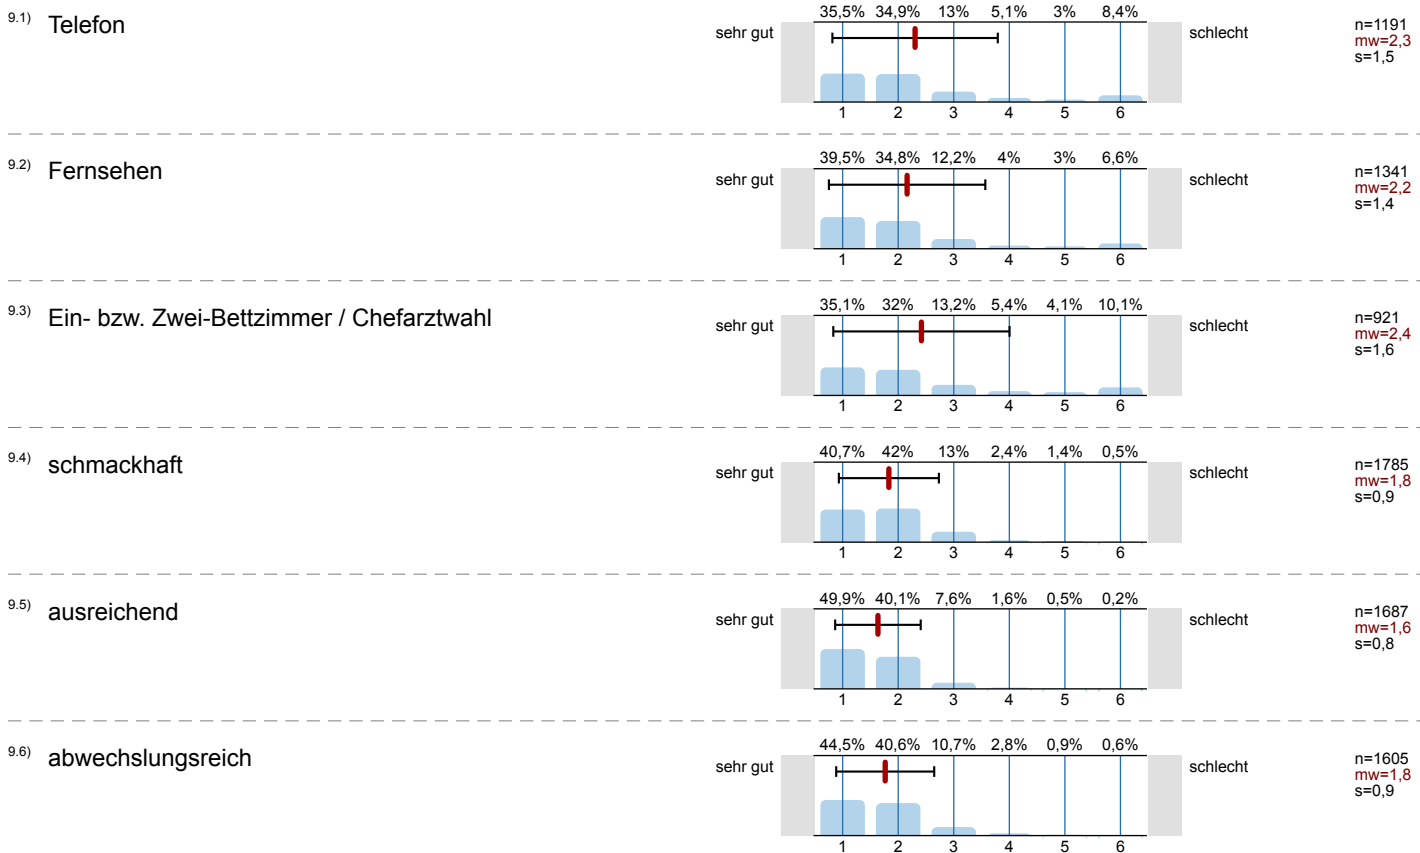 9.1) Telefon
35,5% 34,9% 13% 5,1% 3% 8,4%
sehr gut schlecht
n=1191
mw=2,3
s=1,5
1 2 3 4 5 6
9.2) Fernsehen
39,5% 34,8% 12,2% 4% 3% 6,6%
sehr gut schlecht
n=1341
mw=2,2
s=1,4
1 2 3 4 5 6
9.3) Ein- bzw. Zwei-Bettzimmer / Chefarztwahl
35,1% 32% 13,2% 5,4% 4,1% 10,1%
sehr gut schlecht
n=921
mw=2,4
s=1,6
1 2 3 4 5 6
9.4) schmackhaft
40,7% 42% 13% 2,4% 1,4% 0,5%
sehr gut schlecht
n=1785
mw=1,8
s=0,9
1 2 3 4 5 6
9.5) ausreichend
49,9% 40,1% 7,6% 1,6% 0,5% 0,2%
sehr gut schlecht
n=1687
mw=1,6
s=0,8
1 2 3 4 5 6
9.6) abwechslungsreich
44,5% 40,6% 10,7% 2,8% 0,9% 0,6%
sehr gut schlecht
n=1605
mw=1,8
s=0,9
1 2 3 4 5 6